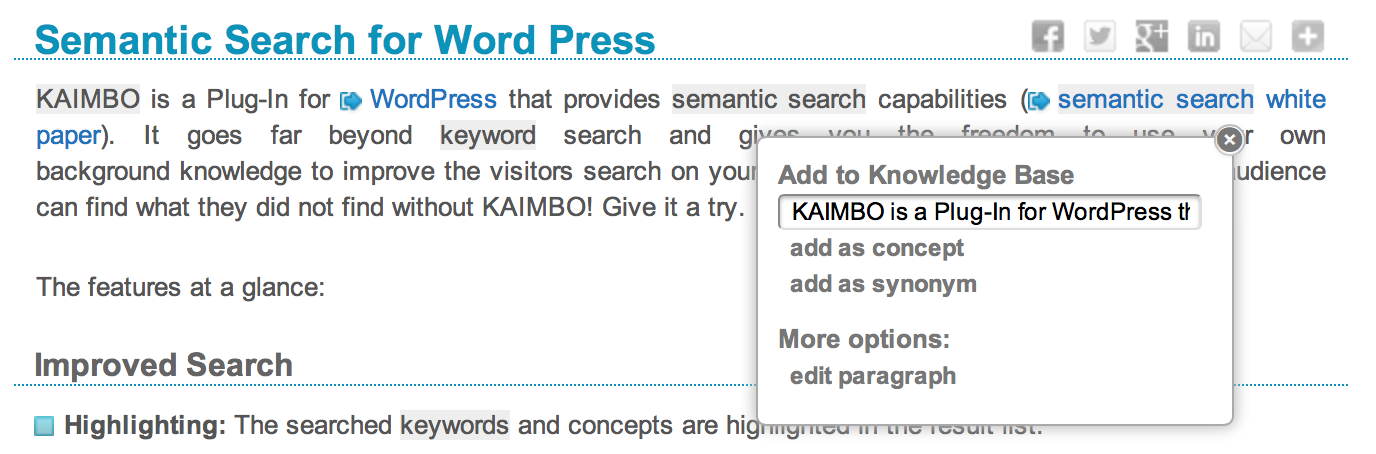 Semantic Search for Word Press
KAIMBO is a Plug-In for WordPress that provides semantic search capabilities (semantic search white
paper). It goes far beyond keyword search and gives you the freedom to use your own
background knowledge to improve the visitors search on your
can find what they did not find without KAIMBO! Give it a try.
Add to Knowledge Base
KAIMBO is a Plug-In for WordPress th
add as concept
add as synonym
More options:
edit paragraph
The features at a glance:
Improved Search
Highlighting: The searched keywords and concepts are highlighted in the result list.